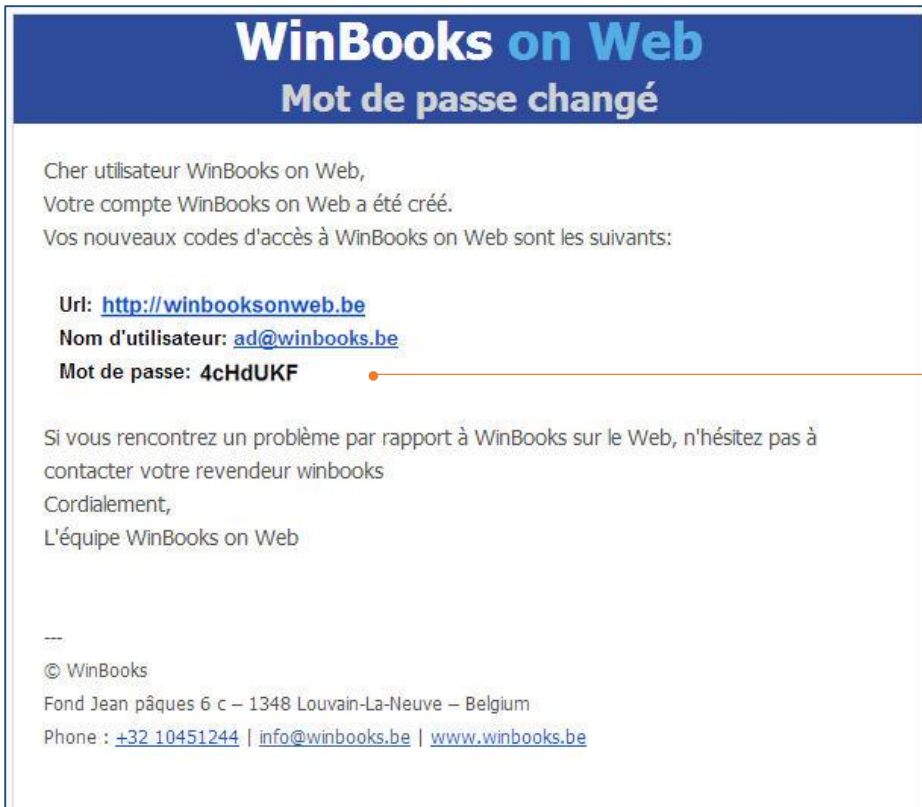 WinBooks on Web
Mot de passe changé
Cher utilisateur WinBooks on Web,
Votre compte WinBooks on Web a été créé.
Vos nouveaux codes d'accès à WinBooks on Web sont les suivants:
Url: http://winbooksonweb.be
Nom d'utilisateur: ad@winbooks.be
Mot de passe: 4cHdUKF
Si vous rencontrez un problème par rapport à WinBooks sur le Web, n'hésitez pas à
contacter votre revendeur winbooks
Cordialement,
L'équipe WinBooks on Web
---
© WinBooks
Fond Jean pâques 6 c – 1348 Louvain-La-Neuve – Belgium
Phone : +32 10451244 | info@winbooks.be | www.winbooks.be